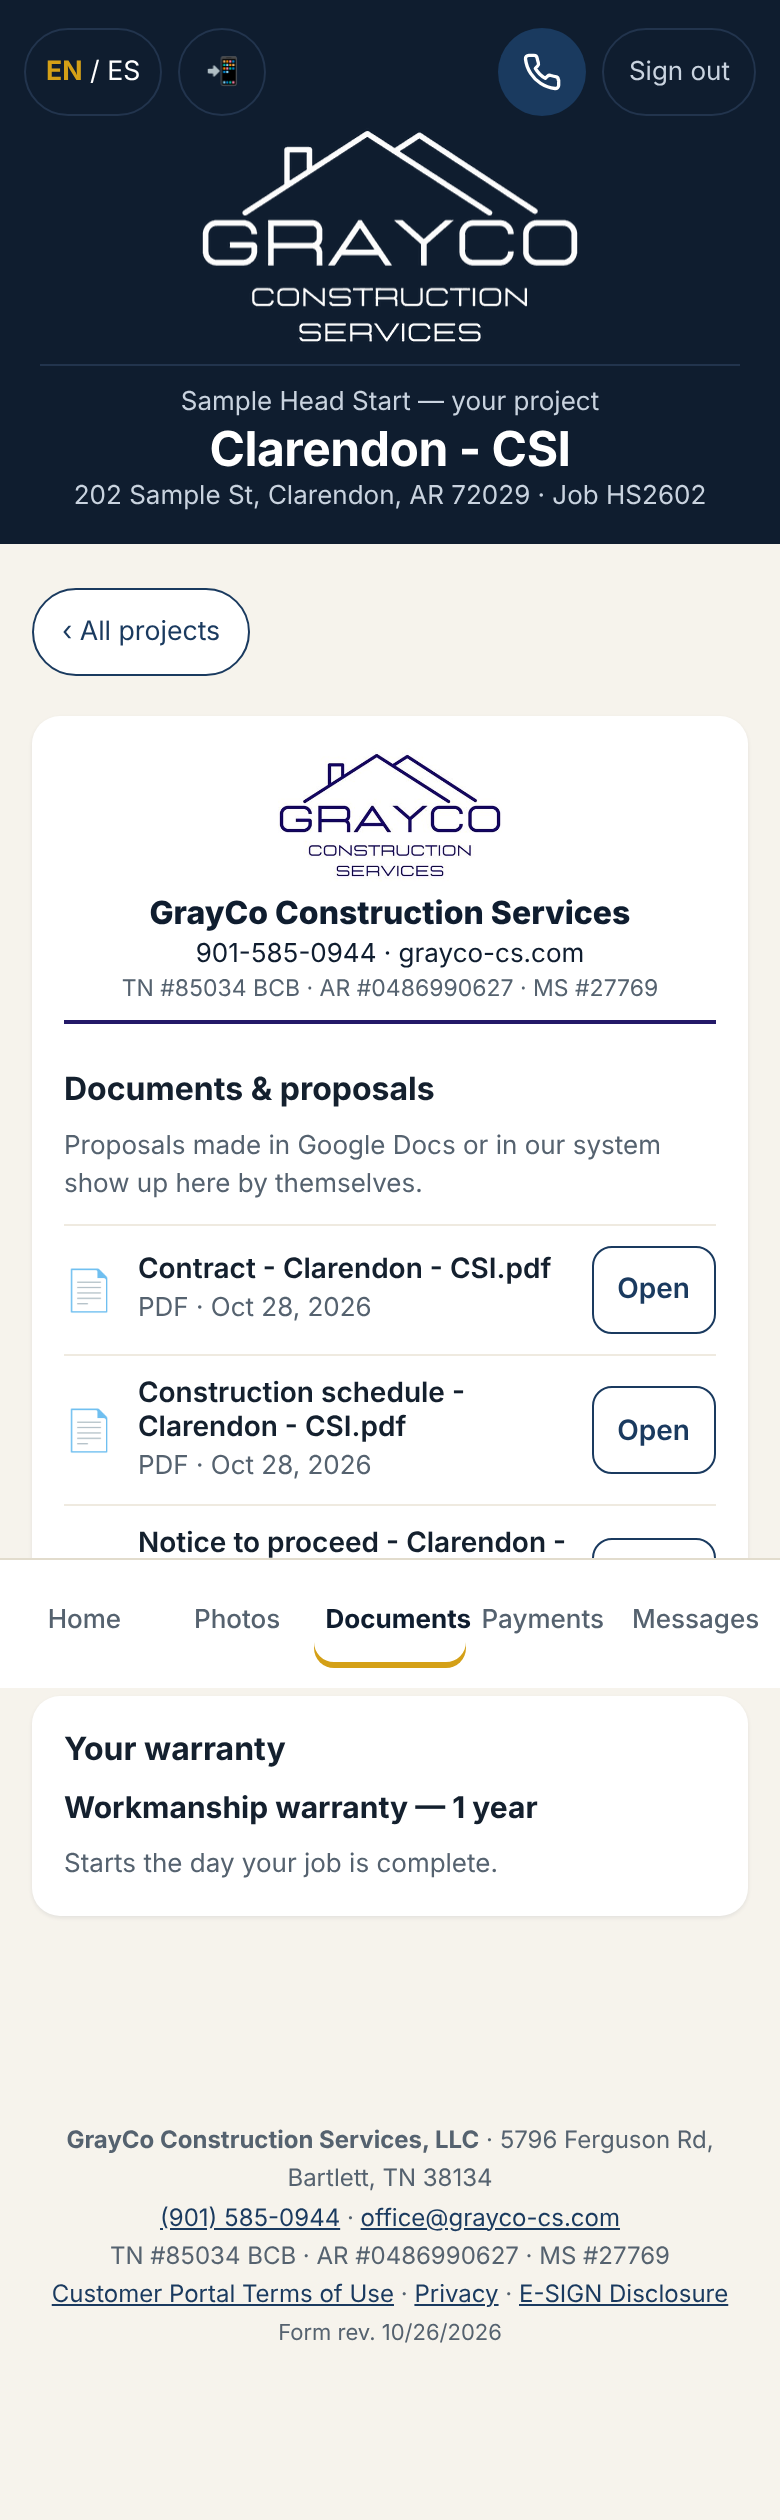 EN / ES
Sign out
GRAYCO
CONSTRUCTION
SERVICES
Sample Head Start — your project
Clarendon - CSI
202 Sample St, Clarendon, AR 72029 · Job HS2602
‹ All projects
GRAYCO
CONSTRUCTION
SERVICES
GrayCo Construction Services
901-585-0944 · grayco-cs.com
TN #85034 BCB · AR #0486990627 · MS #27769
Documents & proposals
Proposals made in Google Docs or in our system
show up here by themselves.
Contract - Clarendon - CSI.pdf
PDF · Oct 28, 2026
Open
Construction schedule -
Clarendon - CSI.pdf
PDF · Oct 28, 2026
Open
Notice to proceed - Clarendon -
Home
Photos
Documents
Payments
Messages
Your warranty
Workmanship warranty — 1 year
Starts the day your job is complete.
GrayCo Construction Services, LLC · 5796 Ferguson Rd,
Bartlett, TN 38134
(901) 585-0944 · office@grayco-cs.com
TN #85034 BCB · AR #0486990627 · MS #27769
Customer Portal Terms of Use · Privacy · E-SIGN Disclosure
Form rev. 10/26/2026